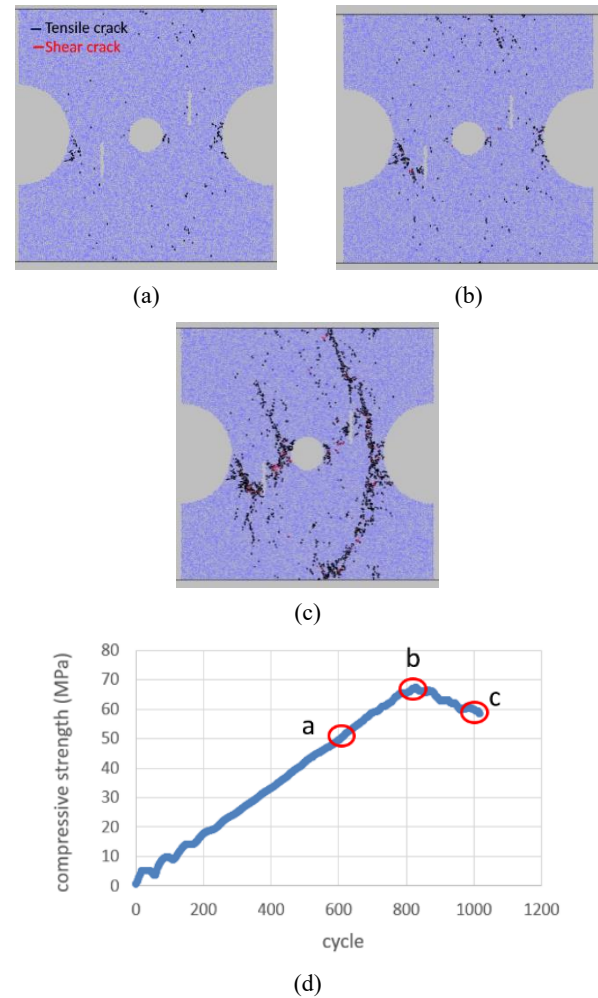 Tensile crack
Shear crack
(a)
(b)
(c)
80
70
60
50
40
30
20
10
0
compressive strength (MPa)
a
b
c
0 200 400 600 800 1000 1200
cycle
(d)